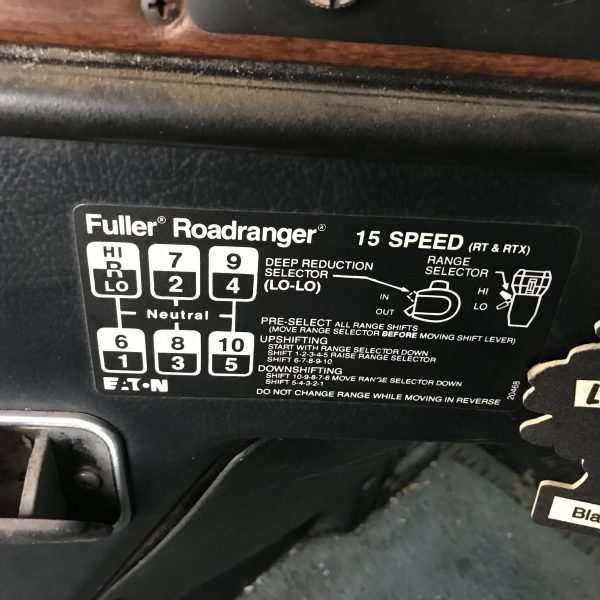 Fuller® Roadranger® 15 SPEED (RT & RTX)
HI R LO
7 2
9 4
DEEP REDUCTION SELECTOR (LO-LO)
IN
OUT
RANGE SELECTOR
HI
LO
Neutral
6 1
8 3
10 5
PRE-SELECT ALL RANGE SHIFTS
(MOVE RANGE SELECTOR BEFORE MOVING SHIFT LEVER)
UPSHIFTING
START WITH RANGE SELECTOR DOWN
SHIFT 1-2-3-4-5 RAISE RANGE SELECTOR
SHIFT 6-7-8-9-10
DOWNSHIFTING
SHIFT 10-9-8-7-6 MOVE RANGE SELECTOR DOWN
SHIFT 5-4-3-2-1
EATON
DO NOT CHANGE RANGE WHILE MOVING IN REVERSE
20468
Bla